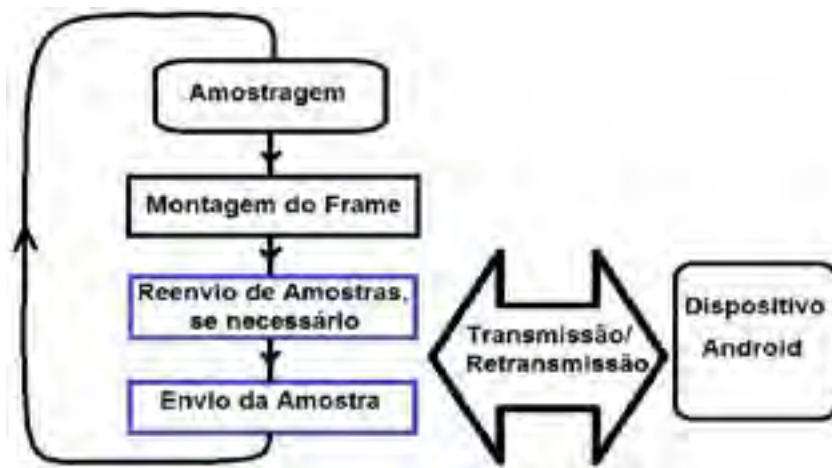 Amostragem
Montagem do Frame
Reenvio de Amostras,
se necessário
Envio da Amostra
Transmissão/
Retransmissão
Dispositivo
Android